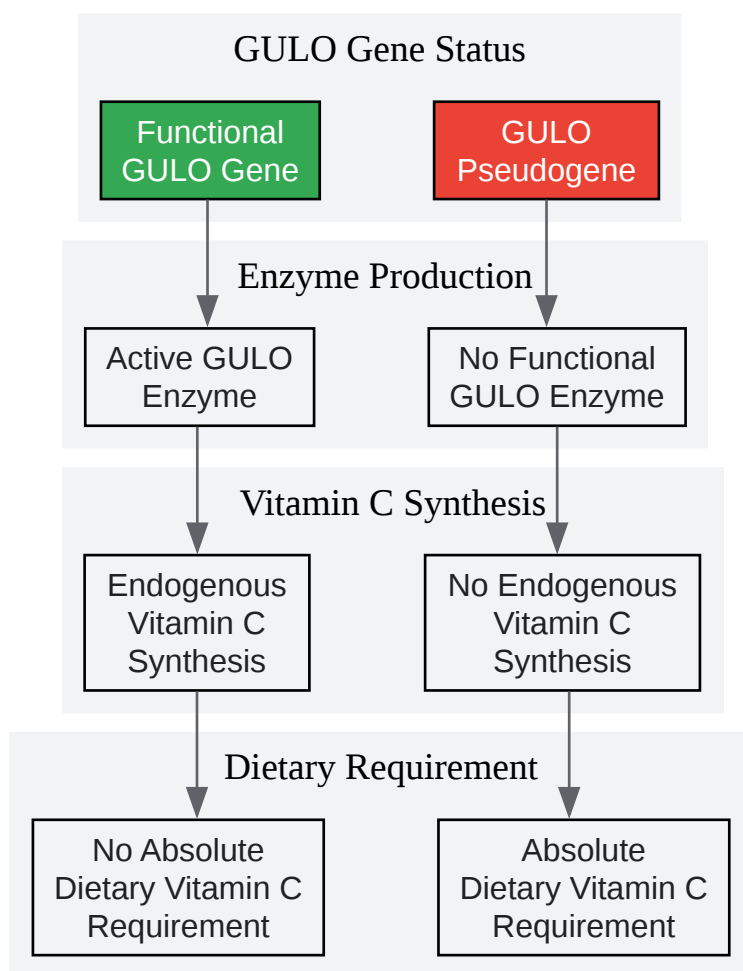 GULO Gene Status
Functional
GULO Gene
GULO
Pseudogene
Enzyme Production
Active GULO
Enzyme
No Functional
GULO Enzyme
Vitamin C Synthesis
Endogenous
Vitamin C
Synthesis
No Endogenous
Vitamin C
Synthesis
Dietary Requirement
No Absolute
Dietary Vitamin C
Requirement
Absolute
Dietary Vitamin C
Requirement